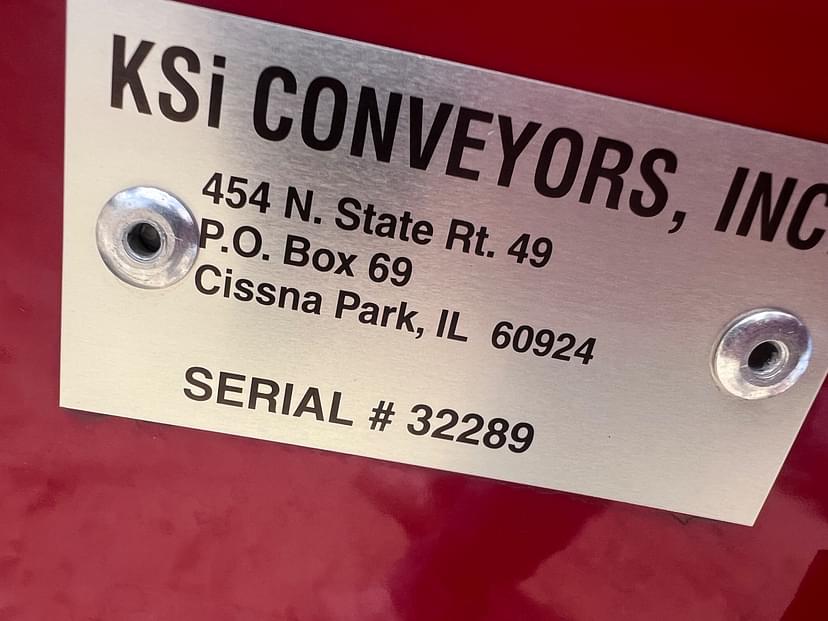 KSi CONVEYORS, INC.
454 N. State Rt. 49
P.O. Box 69
Cissna Park, IL 60924
SERIAL # 32289